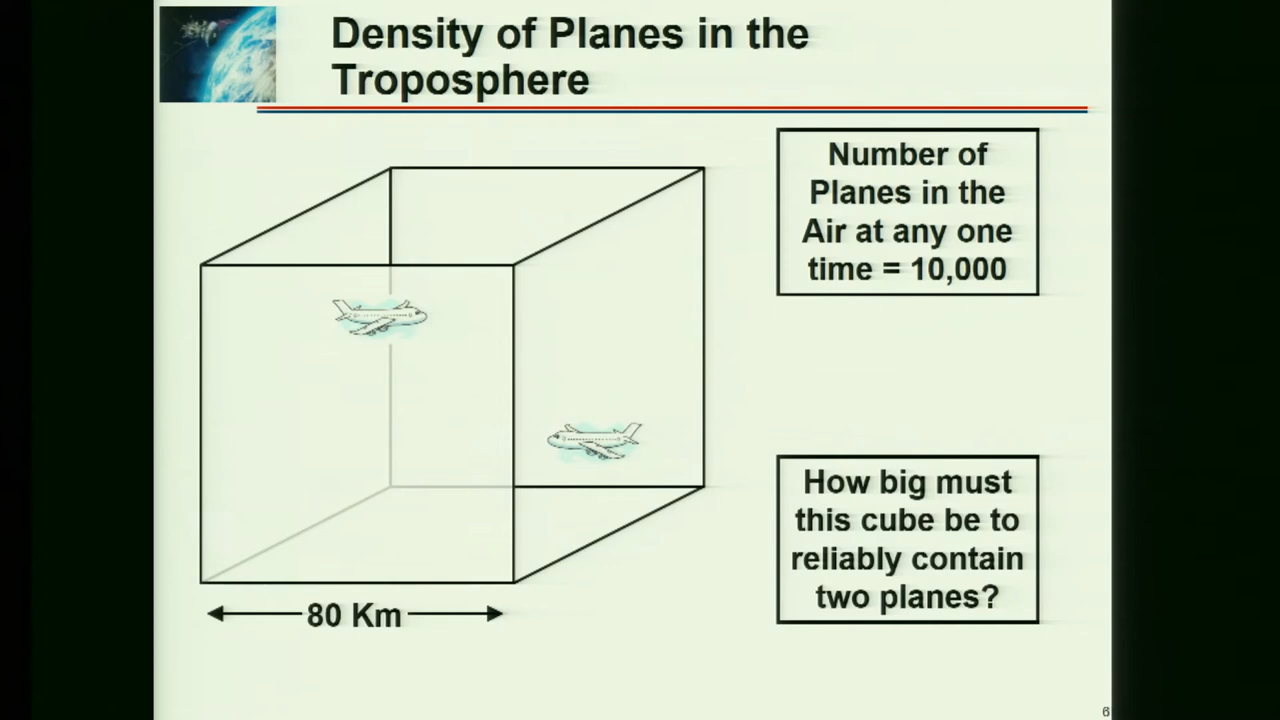 Density of Planes in the
Troposphere
Number of
Planes in the
Air at any one
time = 10,000
How big must
this cube be to
reliably contain
two planes?
80 Km
6